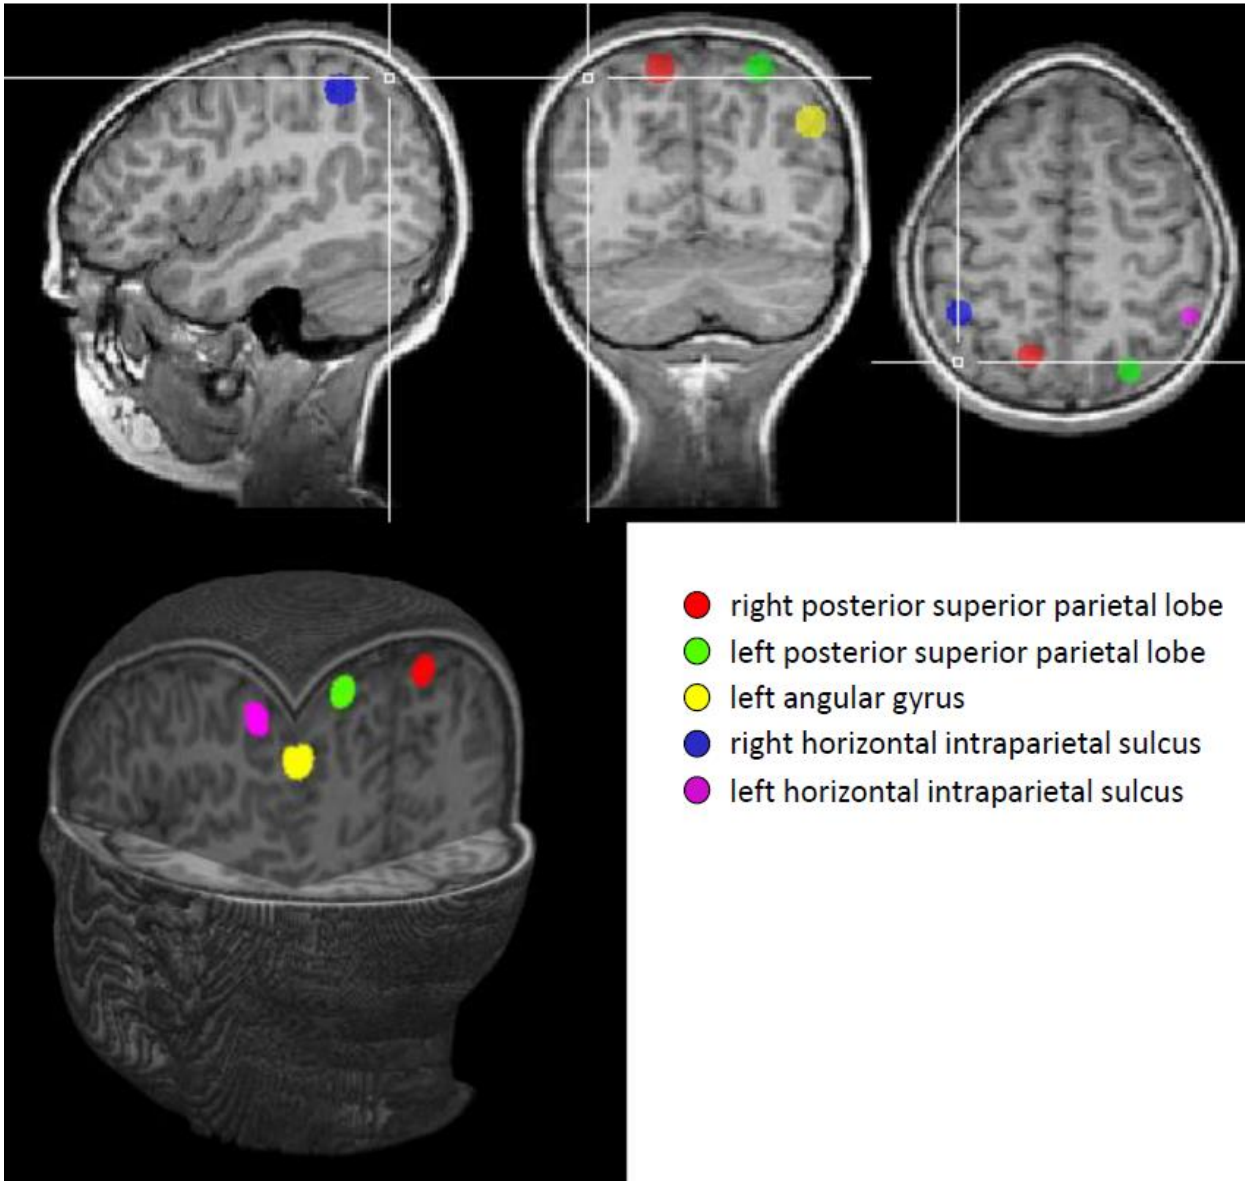 right posterior superior parietal lobe
left posterior superior parietal lobe
left angular gyrus
right horizontal intraparietal sulcus
left horizontal intraparietal sulcus